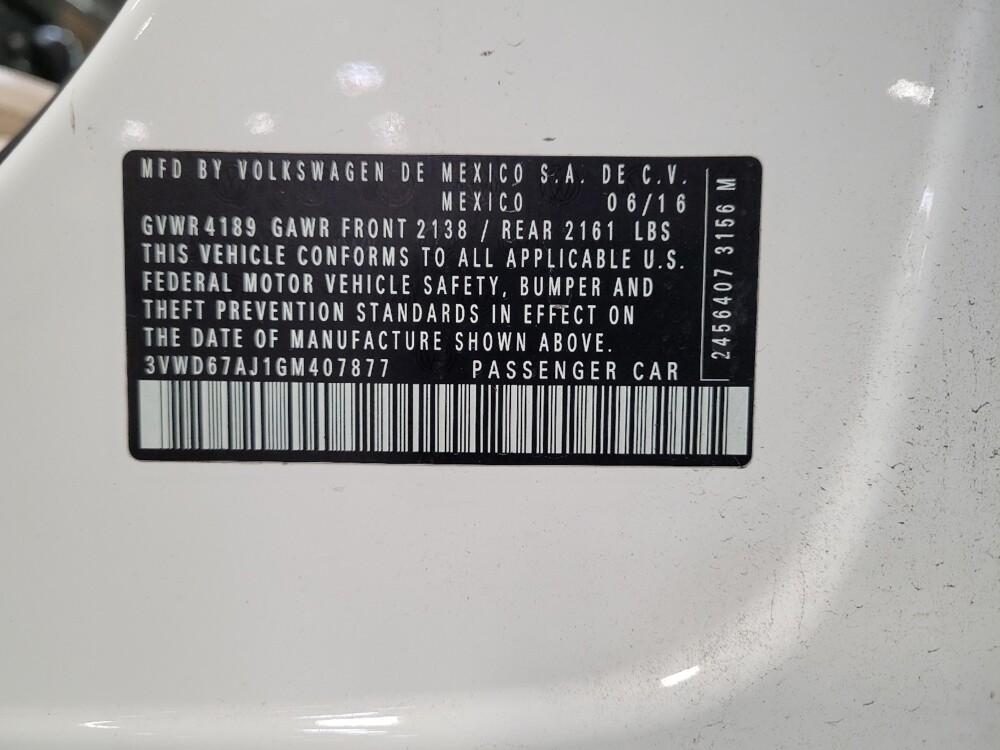 MFD BY VOLKSWAGEN DE MEXICO S.A. DE C.V.
MEXICO 06/16
GVWR 4189 GAWR FRONT 2138 / REAR 2161 LBS
THIS VEHICLE CONFORMS TO ALL APPLICABLE U.S.
FEDERAL MOTOR VEHICLE SAFETY, BUMPER AND
THEFT PREVENTION STANDARDS IN EFFECT ON
THE DATE OF MANUFACTURE SHOWN ABOVE.
3VWD67AJ1GM407877 PASSENGER CAR
2456407 3156 M